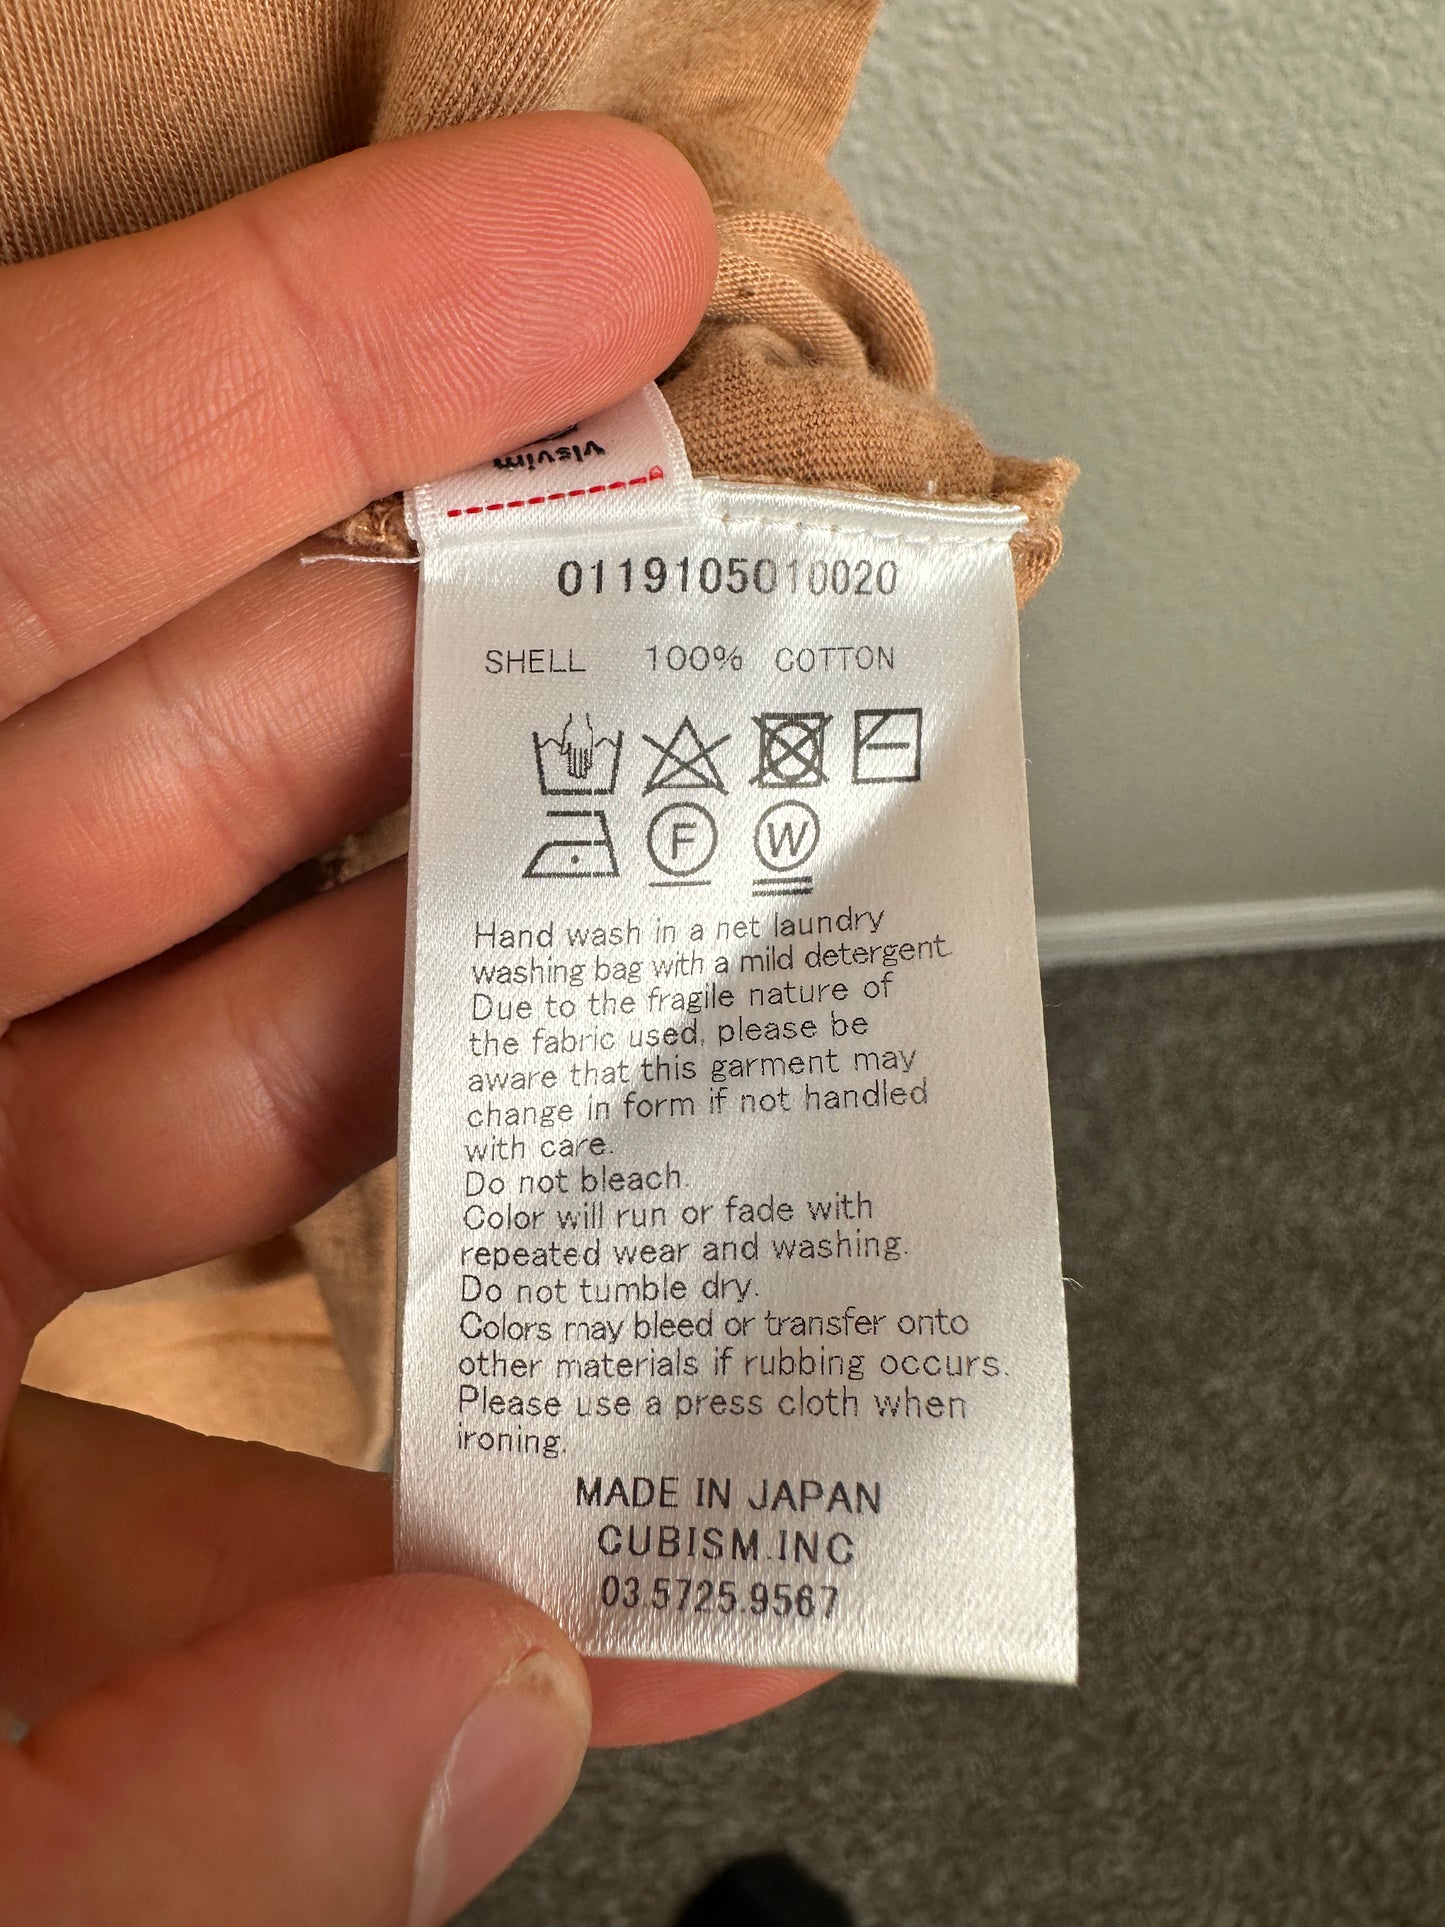 visvim
0119105010020
SHELL 100% COTTON
F W
Hand wash in a net laundry
washing bag with a mild detergent.
Due to the fragile nature of
the fabric used, please be
aware that this garment may
change in form if not handled
with care.
Do not bleach.
Color will run or fade with
repeated wear and washing.
Do not tumble dry.
Colors may bleed or transfer onto
other materials if rubbing occurs.
Please use a press cloth when
ironing.
MADE IN JAPAN
CUBISM.INC
03.5725.9567